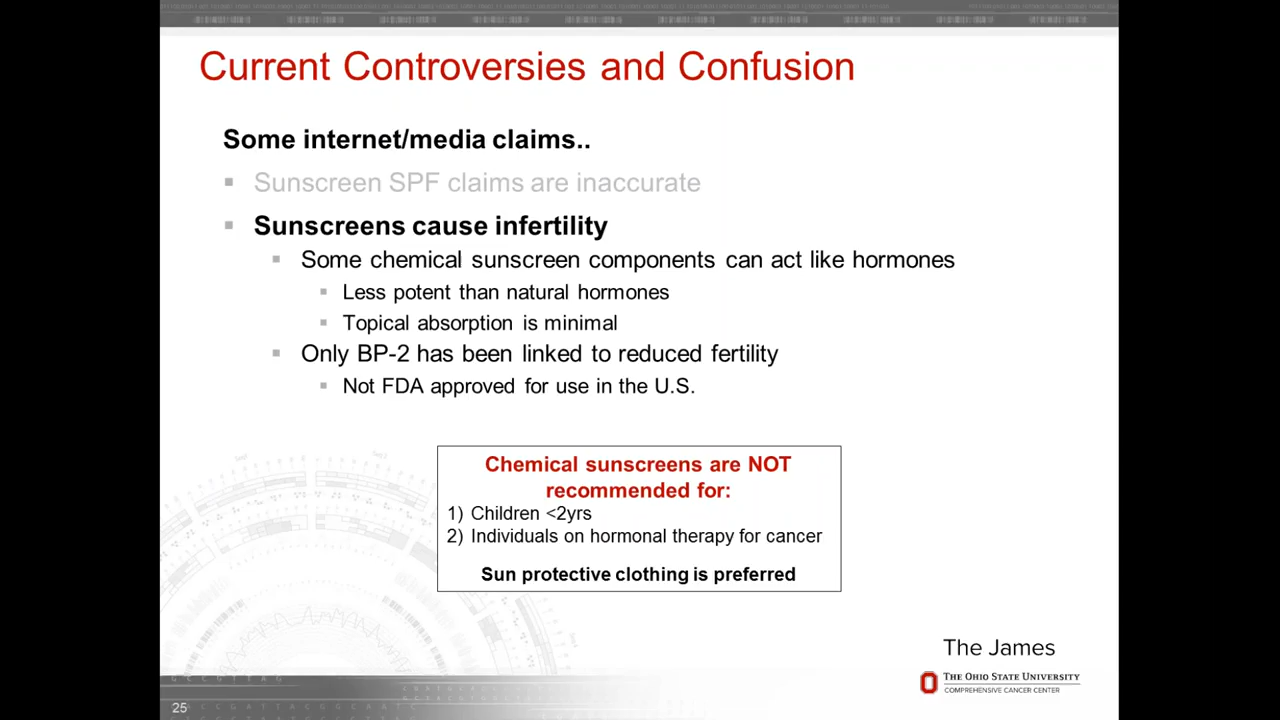 Current Controversies and Confusion
Some internet/media claims..
Sunscreen SPF claims are inaccurate
Sunscreens cause infertility
Some chemical sunscreen components can act like hormones
Less potent than natural hormones
Topical absorption is minimal
Only BP-2 has been linked to reduced fertility
Not FDA approved for use in the U.S.
Chemical sunscreens are NOT
recommended for:
1) Children <2yrs
2) Individuals on hormonal therapy for cancer
Sun protective clothing is preferred
The James
THE OHIO STATE UNIVERSITY
COMPREHENSIVE CANCER CENTER
25